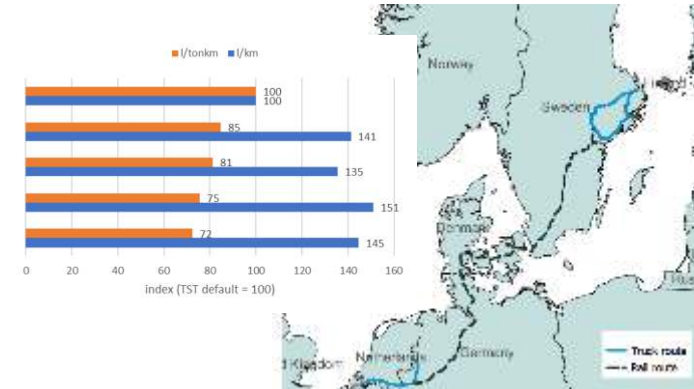 l/tonkm l/km
100
100
85
141
81
135
75
151
72
145
0 20 40 60 80 100 120 140 160
index (TST default = 100)
Norway
Sweden
Denmark
Netherlands
Germany
Truck route
Rail route